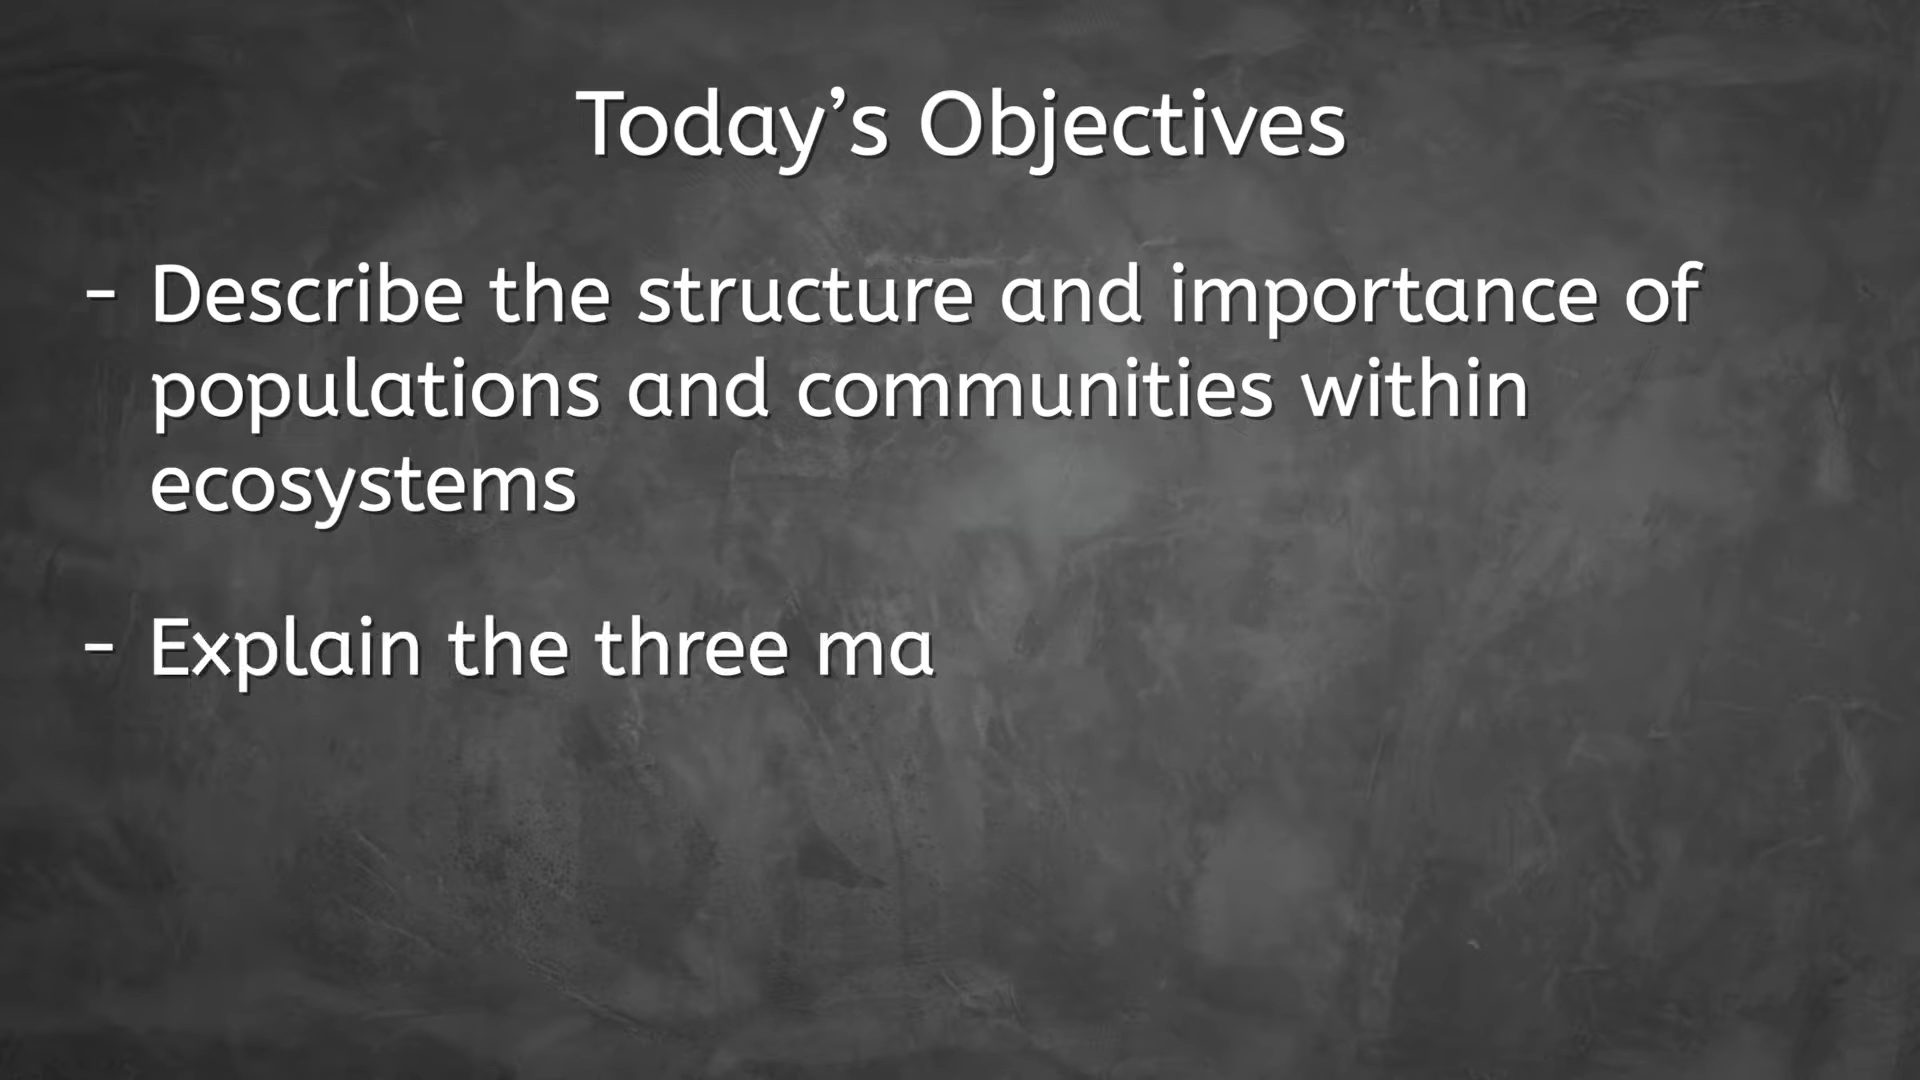 Today’s Objectives
- Describe the structure and importance of
populations and communities within
ecosystems
- Explain the three ma